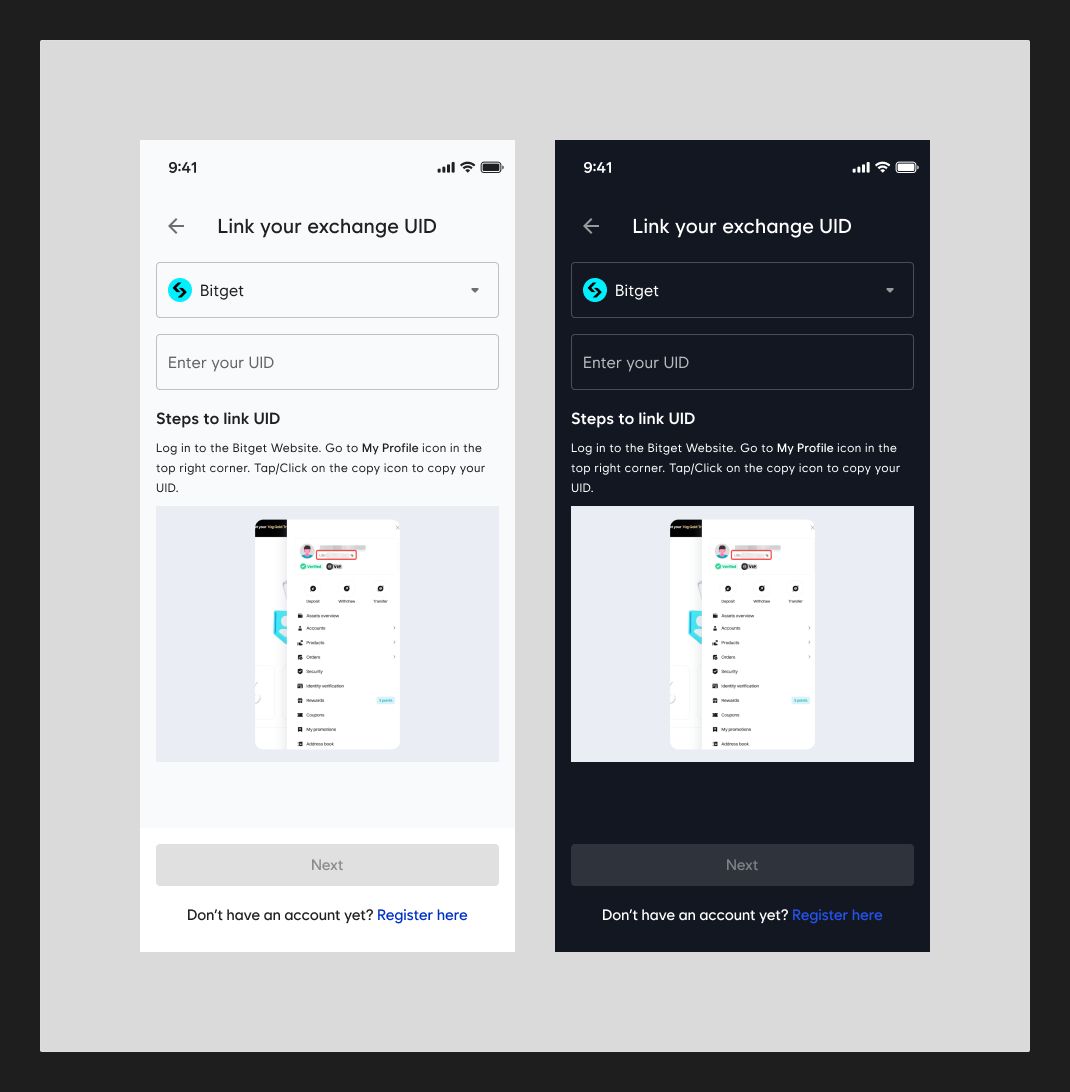 9:41
Link your exchange UID
Bitget
Enter your UID
Steps to link UID
Log in to the Bitget Website. Go to My Profile icon in the
top right corner. Tap/Click on the copy icon to copy your
UID.
Verified
VIP
Deposit
Withdraw
Transfer
Assets overview
Accounts
Products
Orders
Security
Identity verification
Rewards
Coupons
My promotions
Address book
Next
Don’t have an account yet? Register here
9:41
Link your exchange UID
Bitget
Enter your UID
Steps to link UID
Log in to the Bitget Website. Go to My Profile icon in the
top right corner. Tap/Click on the copy icon to copy your
UID.
Verified
VIP
Deposit
Withdraw
Transfer
Assets overview
Accounts
Products
Orders
Security
Identity verification
Rewards
Coupons
My promotions
Address book
Next
Don’t have an account yet? Register here